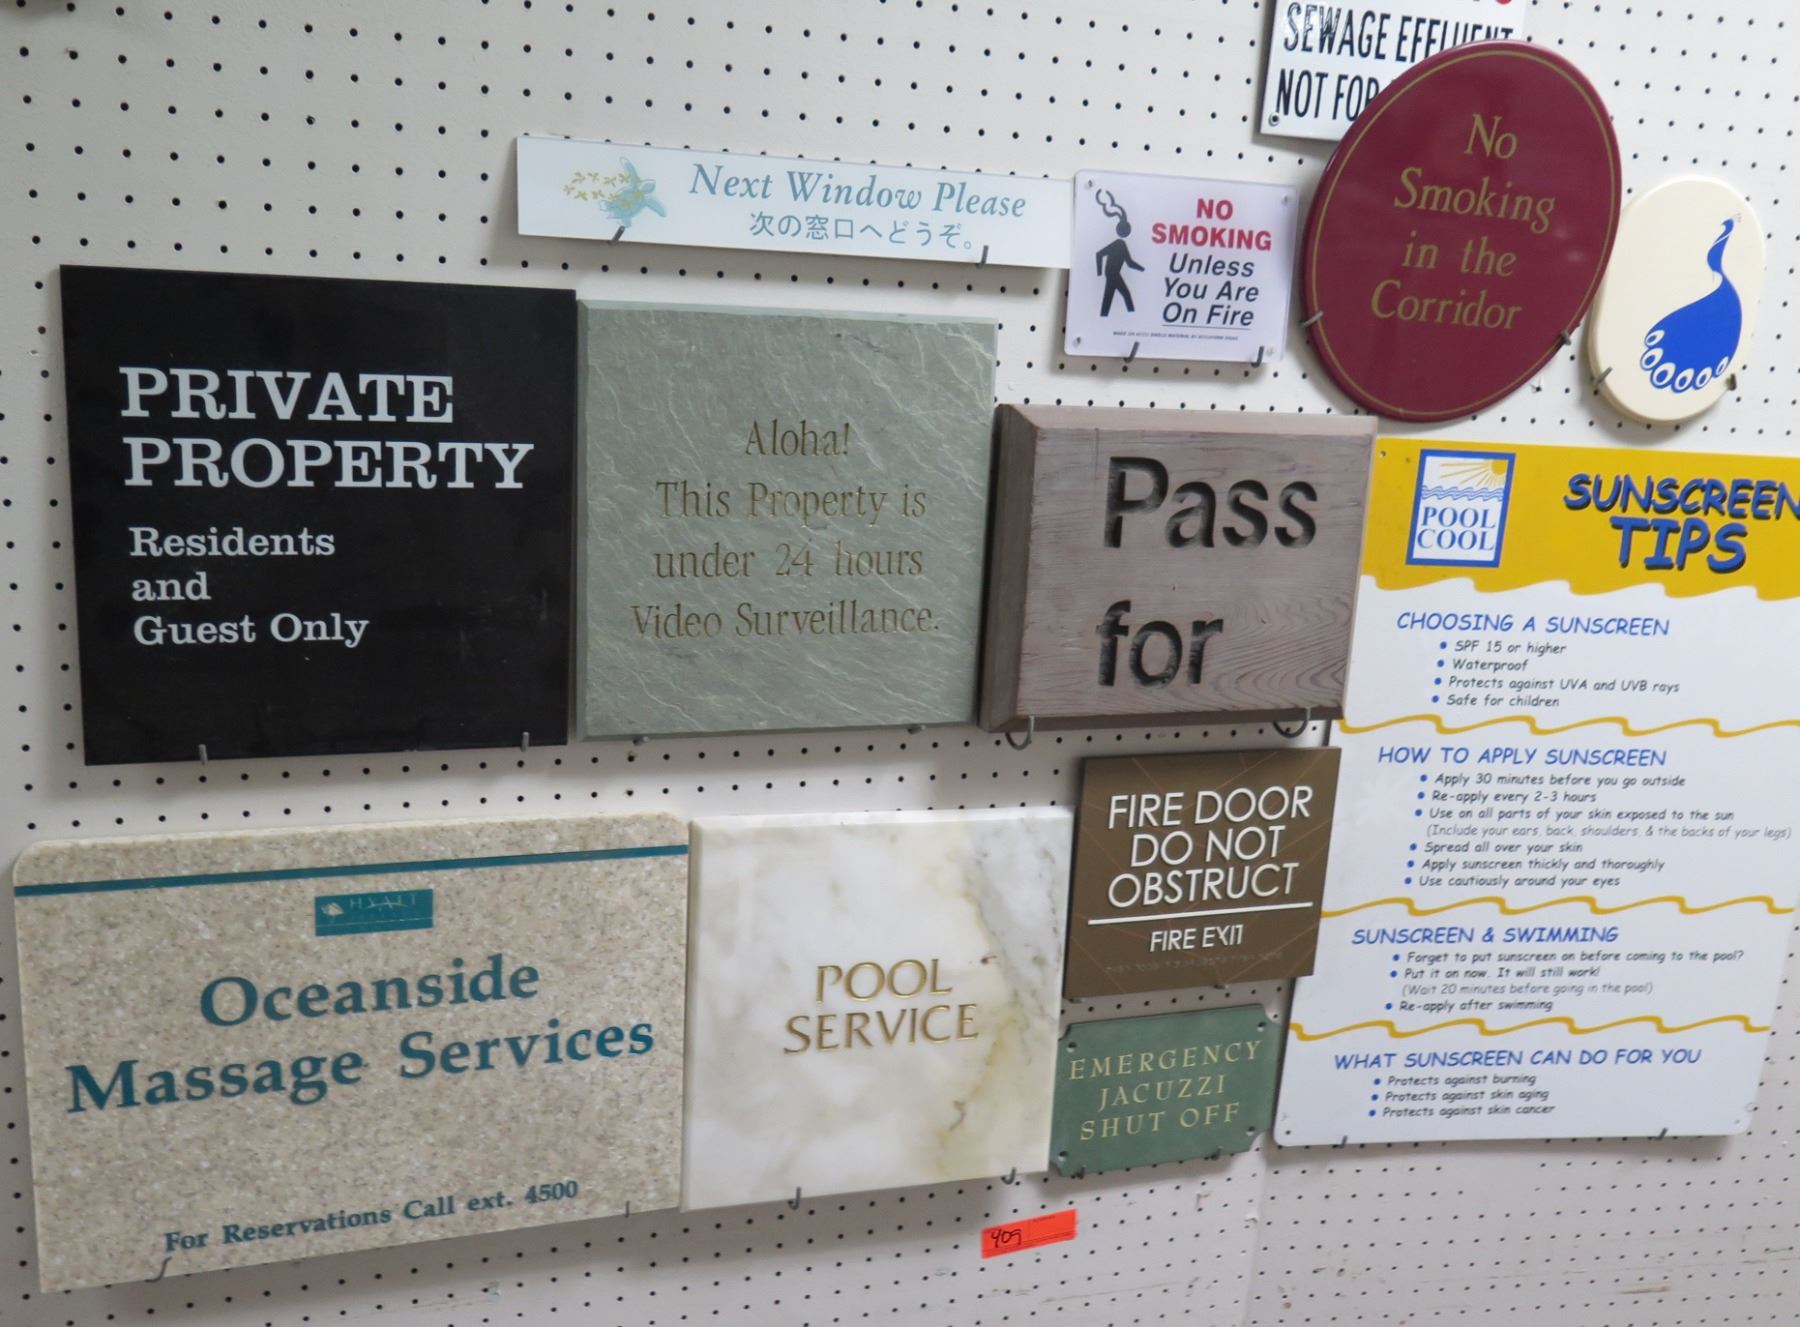 SEWAGE EFFLUENT
NOT FOR
Next Window Please
次の窓口へどうぞ。
NO
SMOKING
Unless
You Are
On Fire
No
Smoking
in the
Corridor
PRIVATE
PROPERTY
Residents
and
Guest Only
Aloha!
This Property is
under 24 hours
Video Surveillance.
Pass
for
POOL
COOL
SUNSCREEN
TIPS
CHOOSING A SUNSCREEN
• SPF 15 or higher
• Waterproof
• Protects against UVA and UVB rays
• Safe for children
HOW TO APPLY SUNSCREEN
• Apply 30 minutes before you go outside
• Re-apply every 2-3 hours
• Use on all parts of your skin exposed to the sun
(Include your ears, back, shoulders, & the backs of your legs)
• Spread all over your skin
• Apply sunscreen thickly and thoroughly
• Use cautiously around your eyes
SUNSCREEN & SWIMMING
• Forget to put sunscreen on before coming to the pool?
• Put it on now. It will still work!
(Wait 20 minutes before going in the pool)
• Re-apply after swimming
WHAT SUNSCREEN CAN DO FOR YOU
• Protects against burning
• Protects against skin aging
• Protects against skin cancer
FIRE DOOR
DO NOT
OBSTRUCT
FIRE EXIT
HYATT
Oceanside
Massage Services
For Reservations Call ext. 4500
POOL
SERVICE
EMERGENCY
JACUZZI
SHUT OFF
409